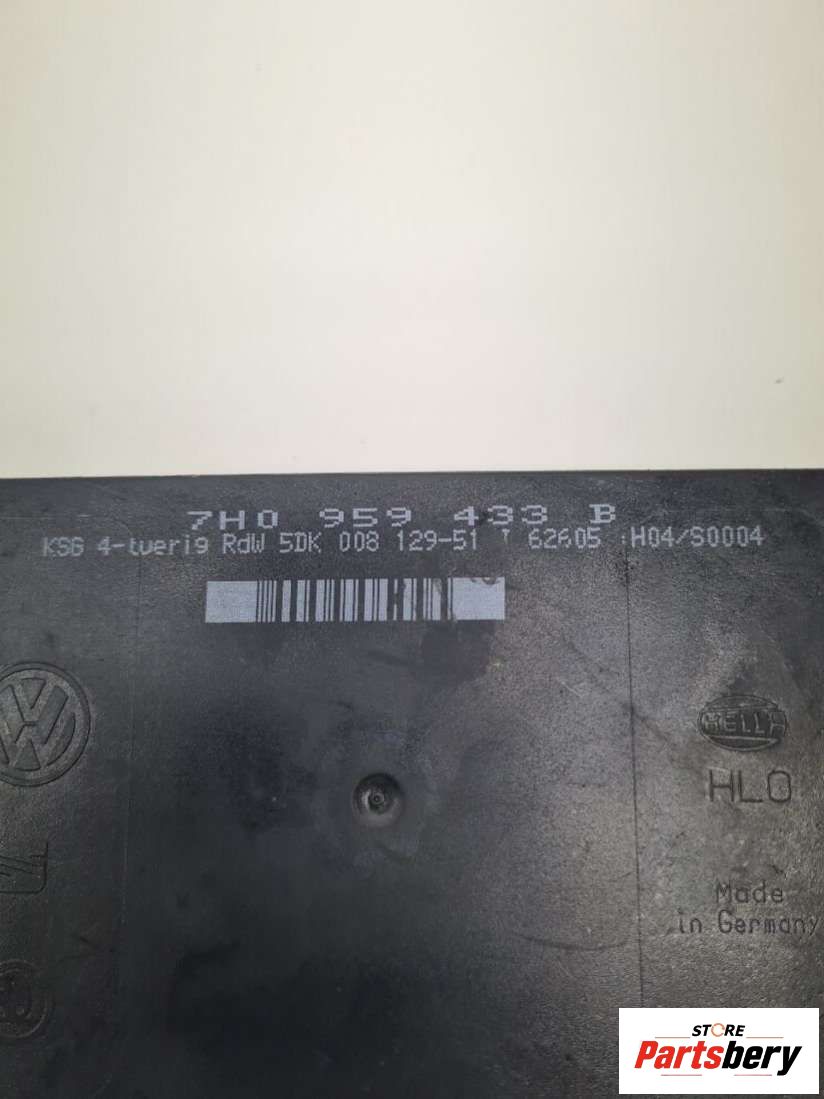 7H0 959 433 B
KSG 4-tuerig RdW 5DK 008 129-51 H04/S0004
HELLA
HLO
Made
in Germany
STORE
Partsbery